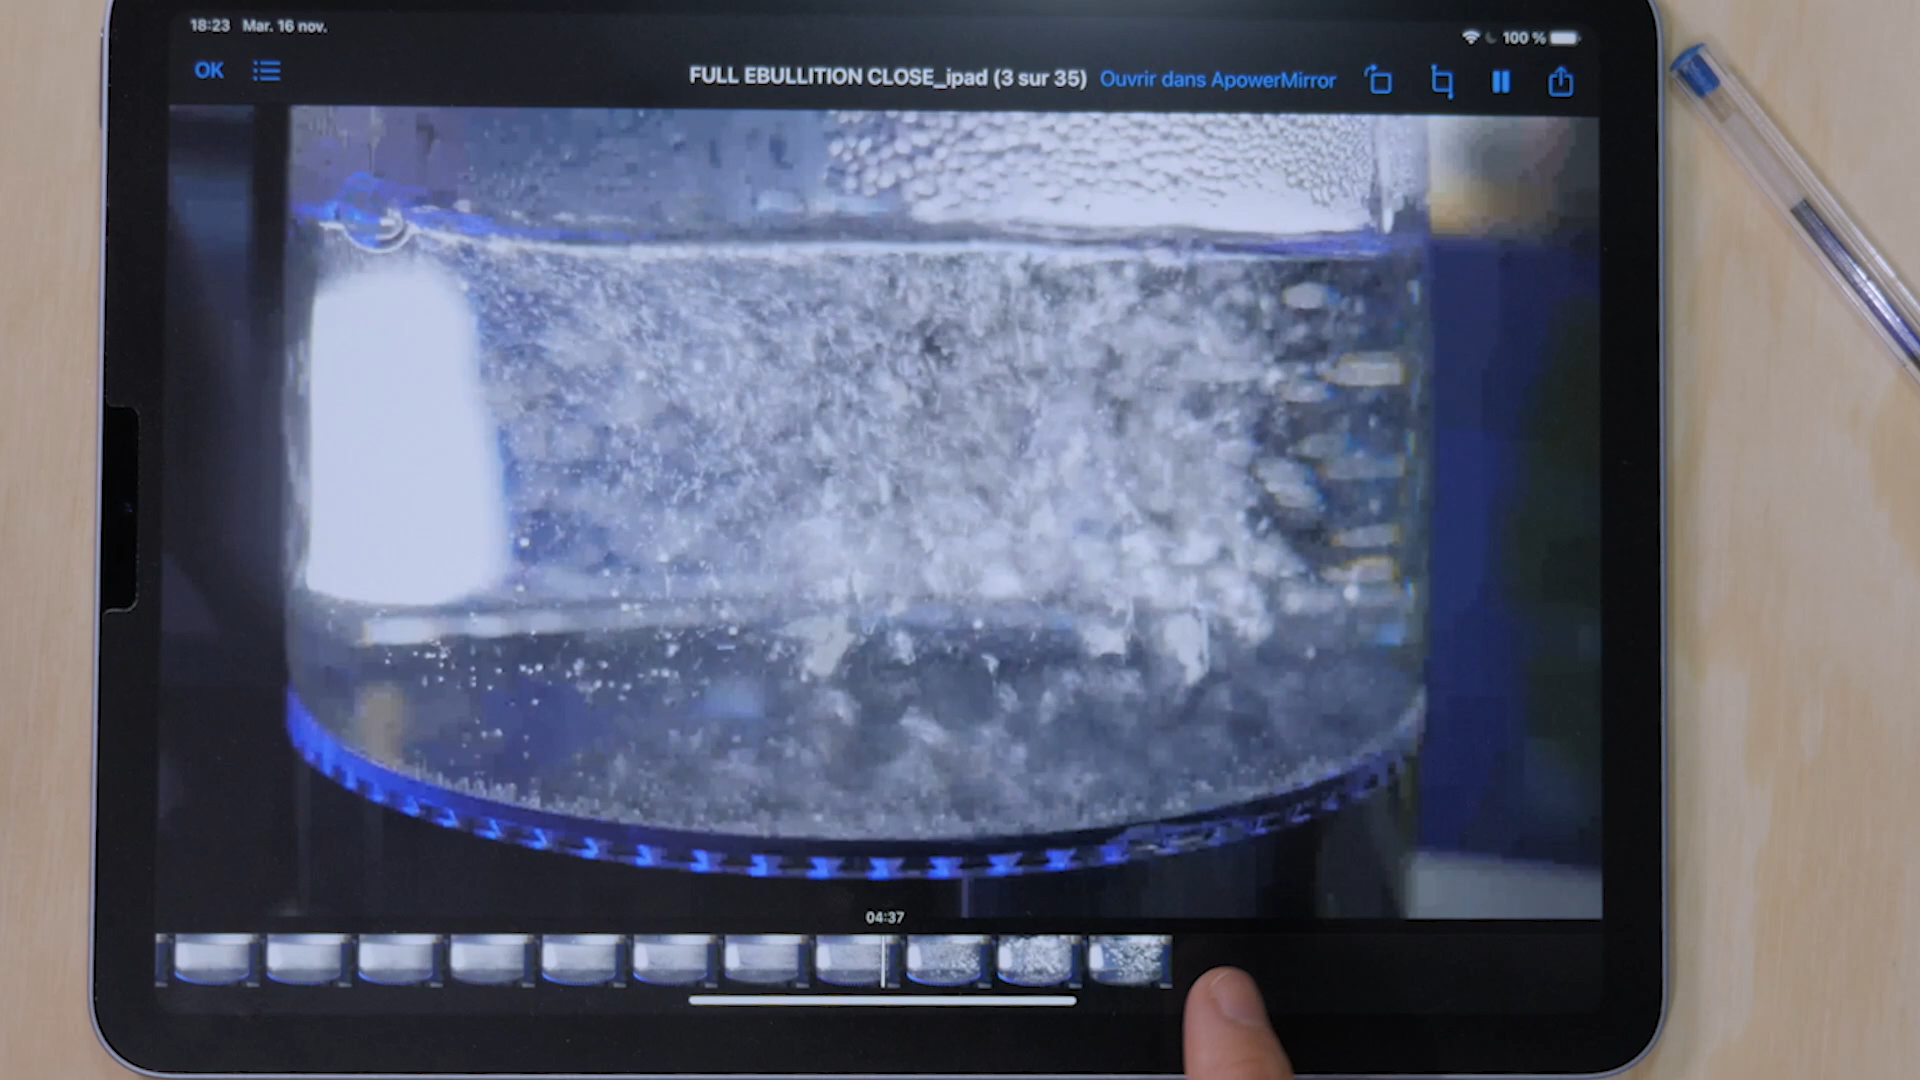 18:23 Mar. 16 nov.
100 %
OK
FULL EBULLITION CLOSE_ipad (3 sur 35)
Ouvrir dans ApowerMirror
04:37